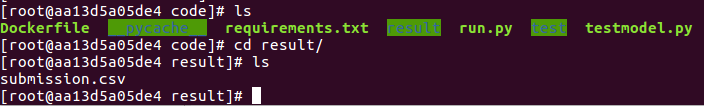 [root@aa13d5a05de4 code]# ls
Dockerfile __pycache__ requirements.txt result run.py test testmodel.py
[root@aa13d5a05de4 code]# cd result/
[root@aa13d5a05de4 result]# ls
submission.csv
[root@aa13d5a05de4 result]#